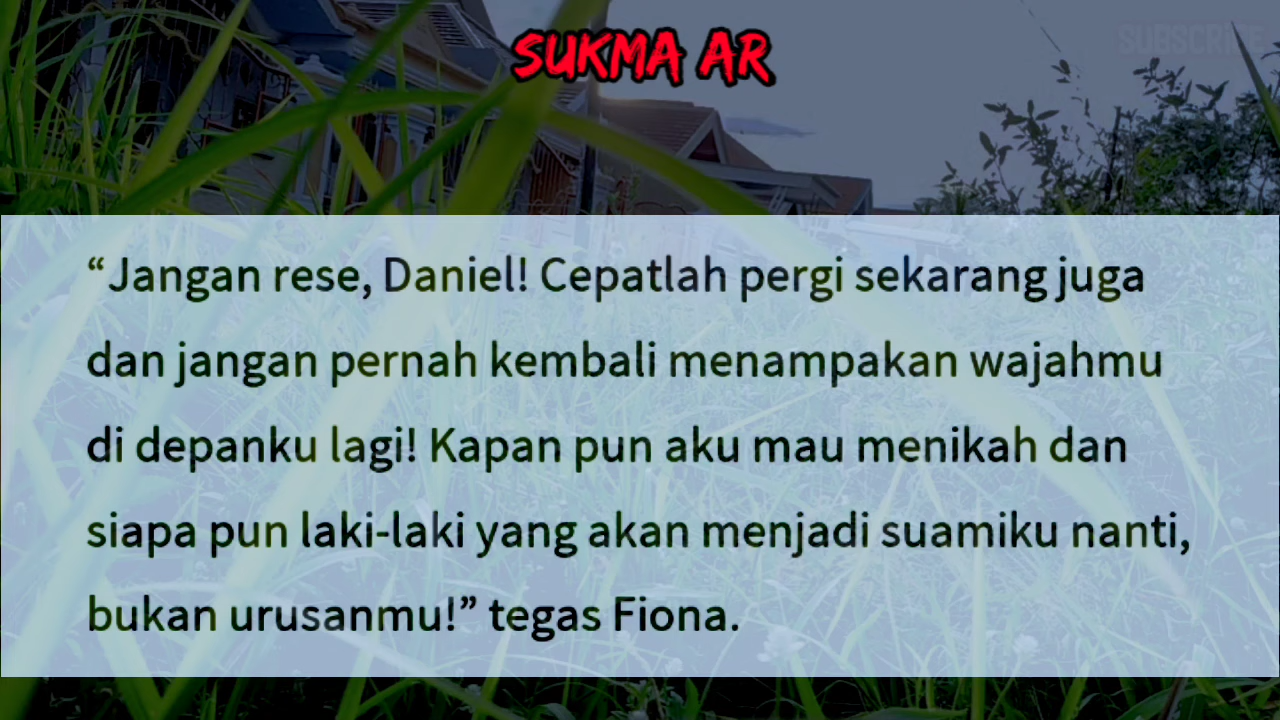 SUKMA AR
SUBSCRIBE
“Jangan rese, Daniel! Cepatlah pergi sekarang juga
dan jangan pernah kembali menampakan wajahmu
di depanku lagi! Kapan pun aku mau menikah dan
siapa pun laki-laki yang akan menjadi suamiku nanti,
bukan urusanmu!” tegas Fiona.